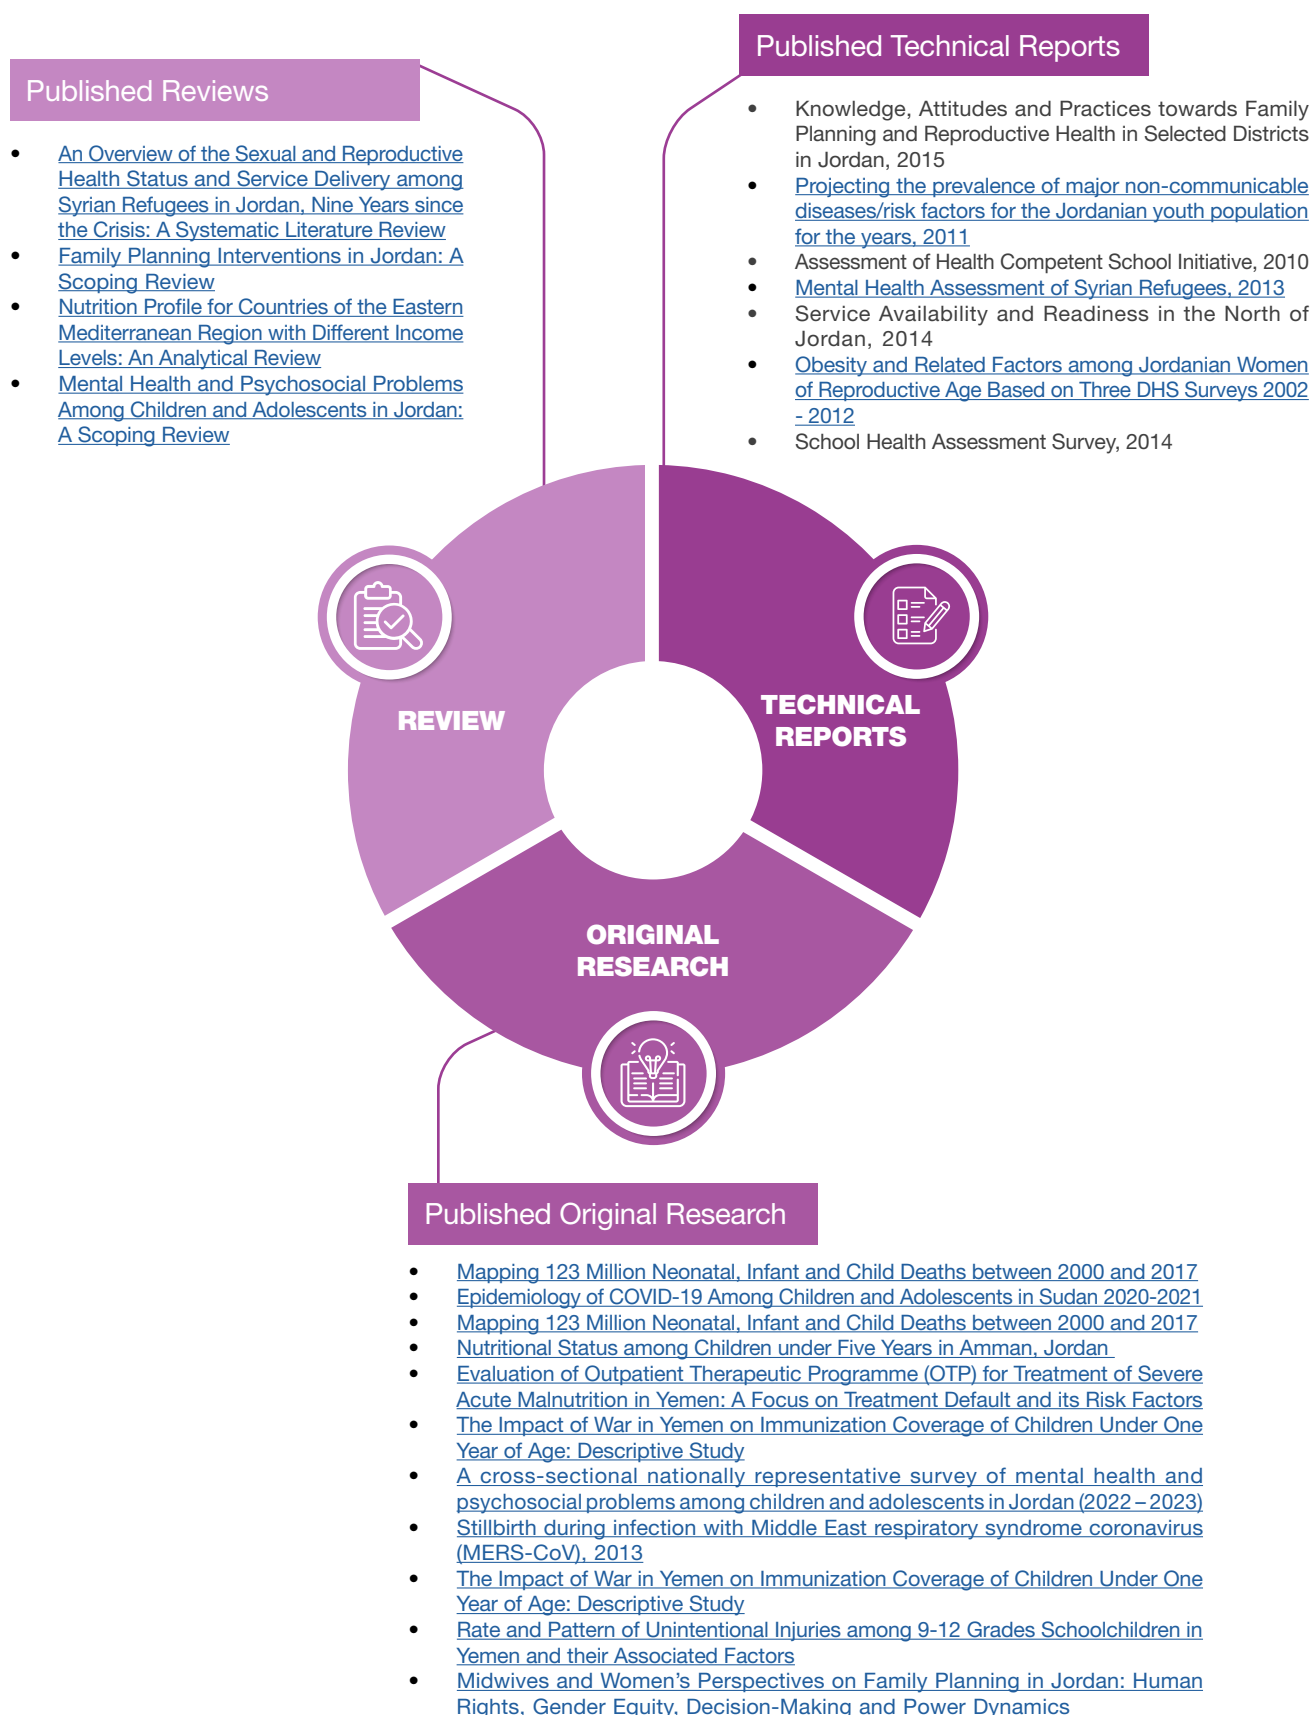 Published Reviews
• An Overview of the Sexual and Reproductive
Health Status and Service Delivery among
Syrian Refugees in Jordan, Nine Years since
the Crisis: A Systematic Literature Review
• Family Planning Interventions in Jordan: A
Scoping Review
• Nutrition Profile for Countries of the Eastern
Mediterranean Region with Different Income
Levels: An Analytical Review
• Mental Health and Psychosocial Problems
Among Children and Adolescents in Jordan:
A Scoping Review
Published Technical Reports
• Knowledge, Attitudes and Practices towards Family
Planning and Reproductive Health in Selected Districts
in Jordan, 2015
• Projecting the prevalence of major non-communicable
diseases/risk factors for the Jordanian youth population
for the years, 2011
• Assessment of Health Competent School Initiative, 2010
• Mental Health Assessment of Syrian Refugees, 2013
• Service Availability and Readiness in the North of
Jordan, 2014
• Obesity and Related Factors among Jordanian Women
of Reproductive Age Based on Three DHS Surveys 2002
- 2012
• School Health Assessment Survey, 2014
REVIEW
TECHNICAL
REPORTS
ORIGINAL
RESEARCH
Published Original Research
• Mapping 123 Million Neonatal, Infant and Child Deaths between 2000 and 2017
• Epidemiology of COVID-19 Among Children and Adolescents in Sudan 2020-2021
• Mapping 123 Million Neonatal, Infant and Child Deaths between 2000 and 2017
• Nutritional Status among Children under Five Years in Amman, Jordan
• Evaluation of Outpatient Therapeutic Programme (OTP) for Treatment of Severe
Acute Malnutrition in Yemen: A Focus on Treatment Default and its Risk Factors
• The Impact of War in Yemen on Immunization Coverage of Children Under One
Year of Age: Descriptive Study
• A cross-sectional nationally representative survey of mental health and
psychosocial problems among children and adolescents in Jordan (2022 – 2023)
• Stillbirth during infection with Middle East respiratory syndrome coronavirus
(MERS-CoV), 2013
• The Impact of War in Yemen on Immunization Coverage of Children Under One
Year of Age: Descriptive Study
• Rate and Pattern of Unintentional Injuries among 9-12 Grades Schoolchildren in
Yemen and their Associated Factors
• Midwives and Women's Perspectives on Family Planning in Jordan: Human
Rights, Gender Equity, Decision-Making and Power Dynamics